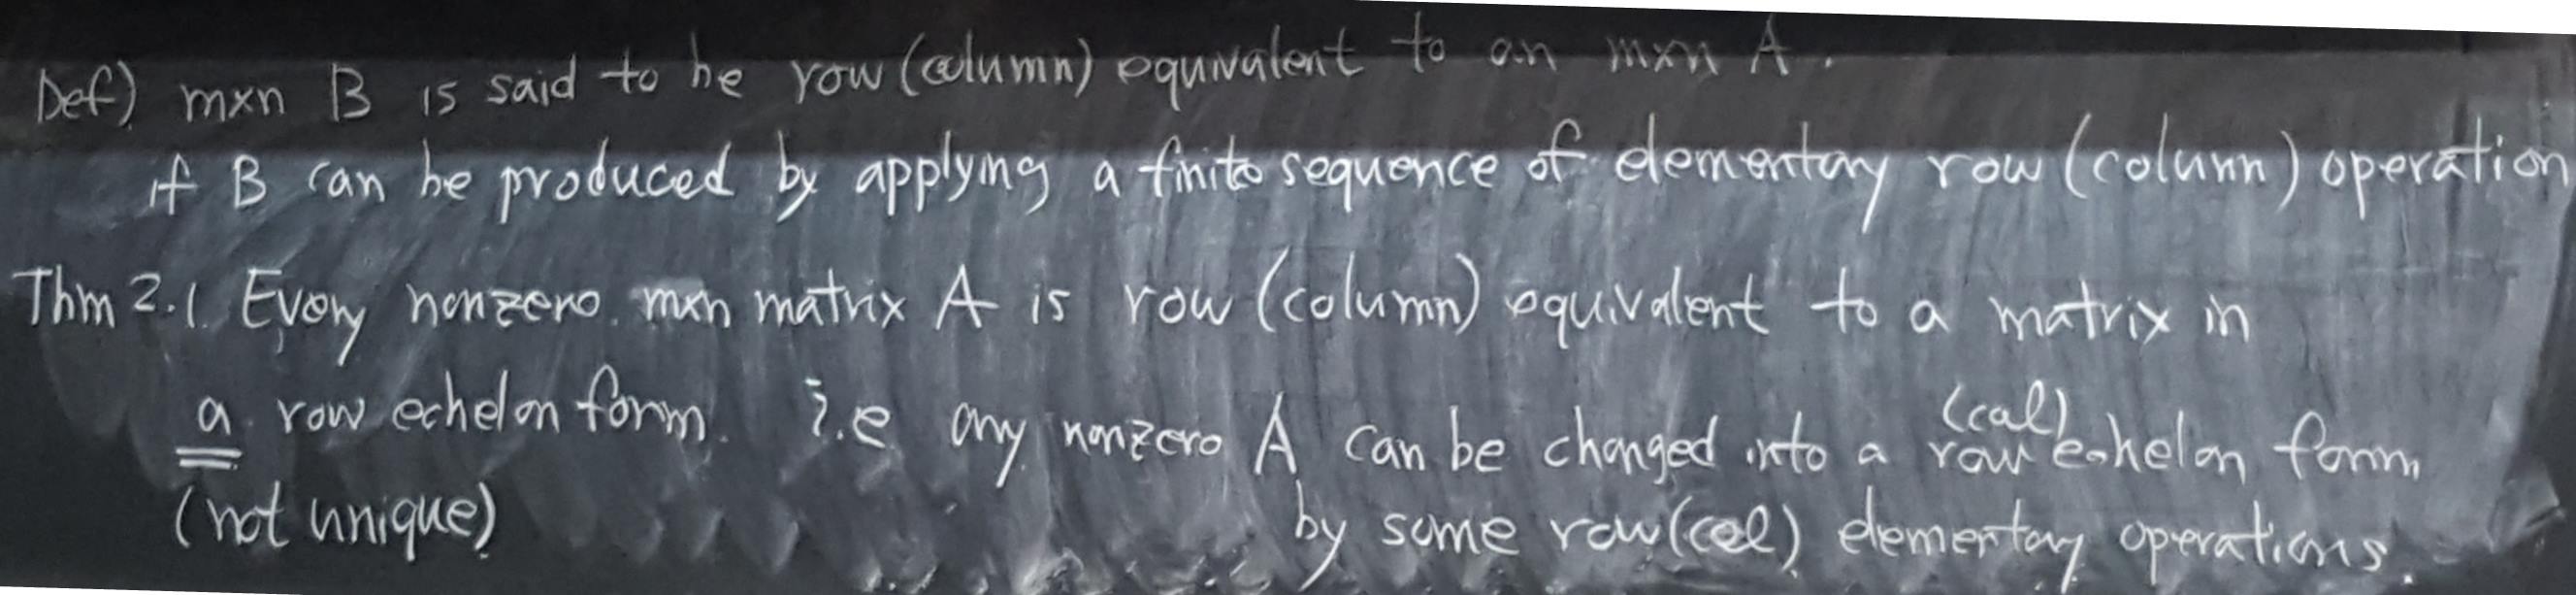 Def) m×n B is said to be row (column) equivalent to an m×n A.
if B can be produced by applying a finite sequence of elementary row (column) operation
Thm 2.1. Every nonzero m×n matrix A is row (column) equivalent to a matrix in
a row echelon form. i.e any nonzero A can be changed into a row (col) echelon form,
(not unique) by some row (col) elementary operations.